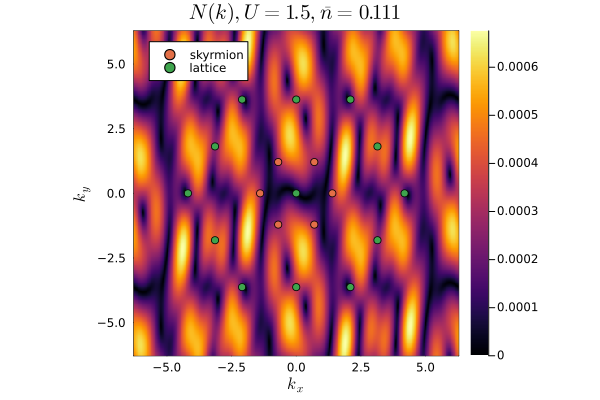 N(k), U = 1.5, n̄ = 0.111
skyrmion
lattice
5.0
2.5
0.0
−2.5
−5.0
k_y
−5.0 −2.5 0.0 2.5 5.0
k_x
0.0006
0.0005
0.0004
0.0003
0.0002
0.0001
0